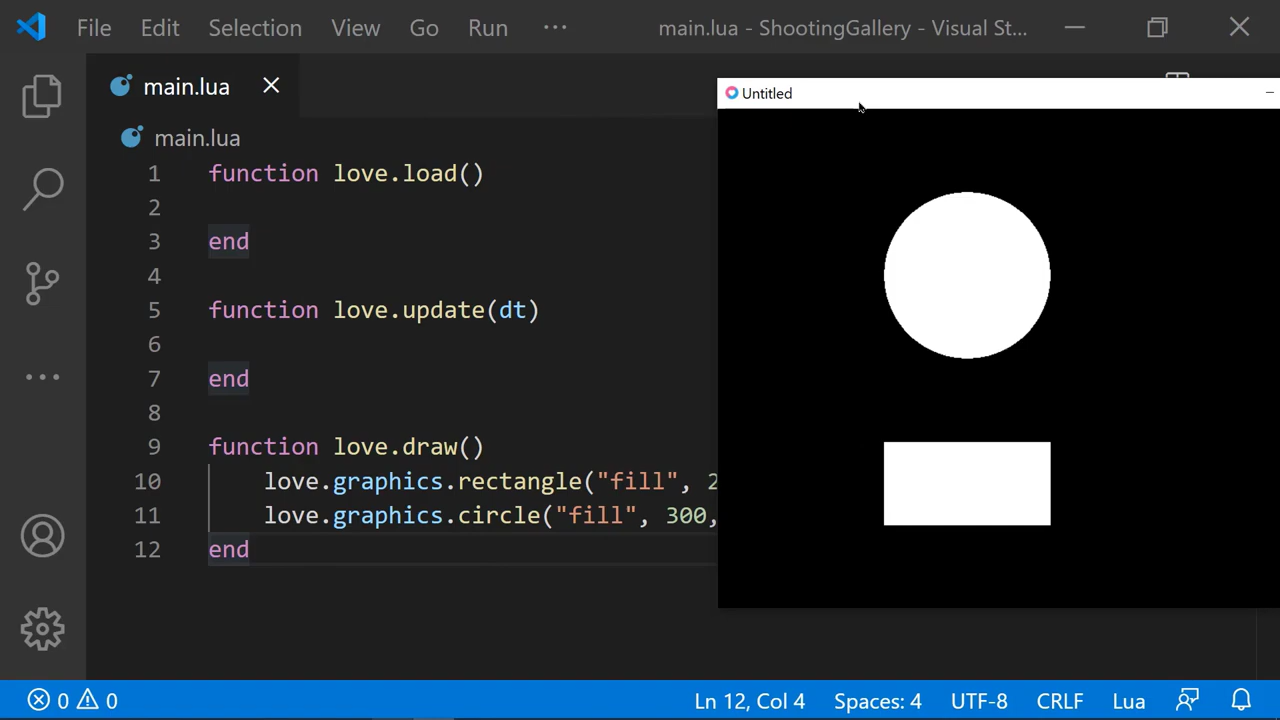 File Edit Selection View Go Run ··· main.lua - ShootingGallery - Visual St...
main.lua
Untitled
main.lua
1 function love.load()
2
3 end
4
5 function love.update(dt)
6
7 end
8
9 function love.draw()
10 love.graphics.rectangle("fill", 2
11 love.graphics.circle("fill", 300,
12 end
0 0 Ln 12, Col 4 Spaces: 4 UTF-8 CRLF Lua